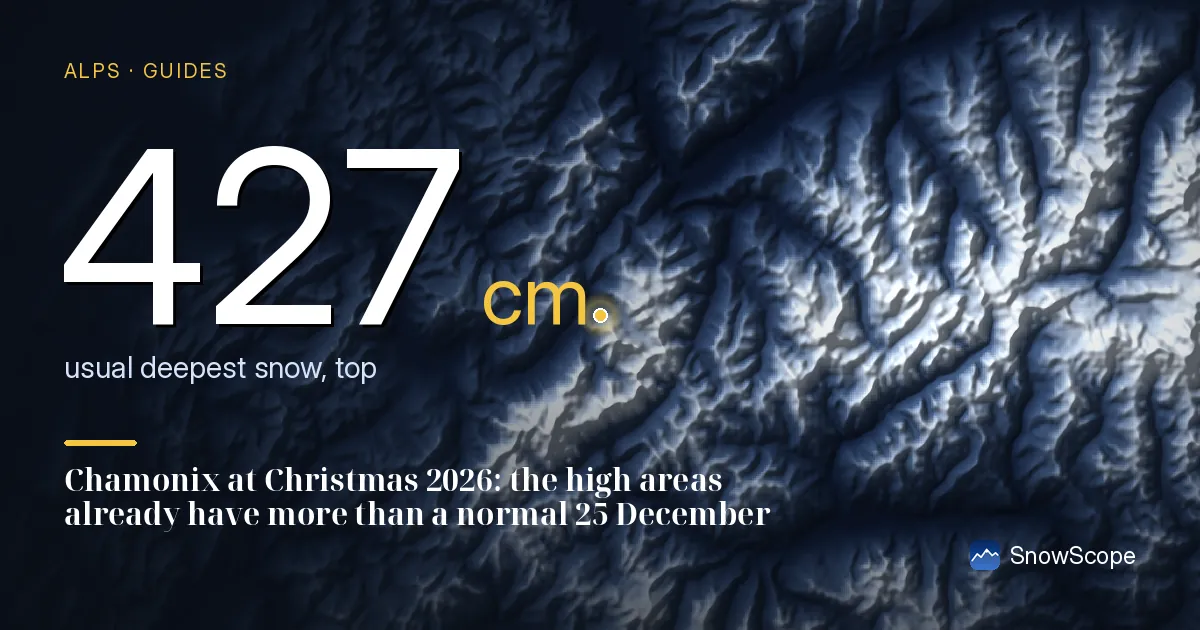 ALPS · GUIDES
427 cm
usual deepest snow, top
Chamonix at Christmas 2026: the high areas
already have more than a normal 25 December
SnowScope